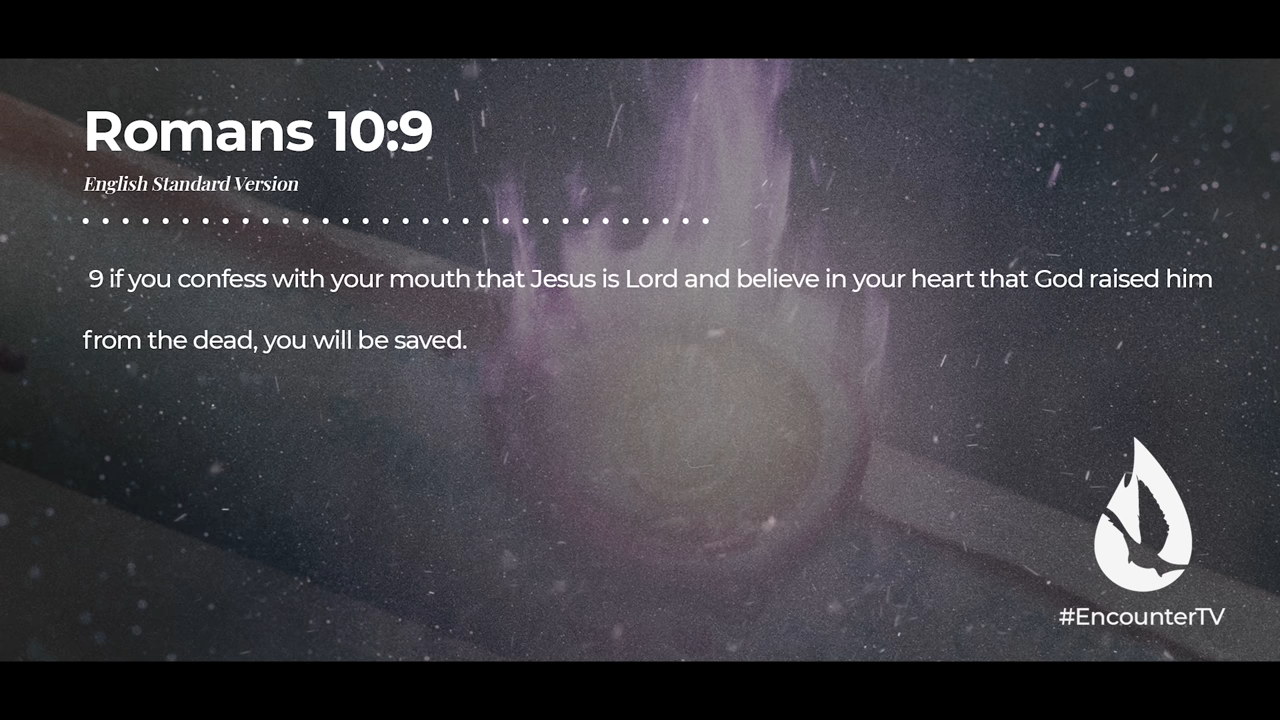 Romans 10:9
English Standard Version
9 if you confess with your mouth that Jesus is Lord and believe in your heart that God raised him
from the dead, you will be saved.
#EncounterTV